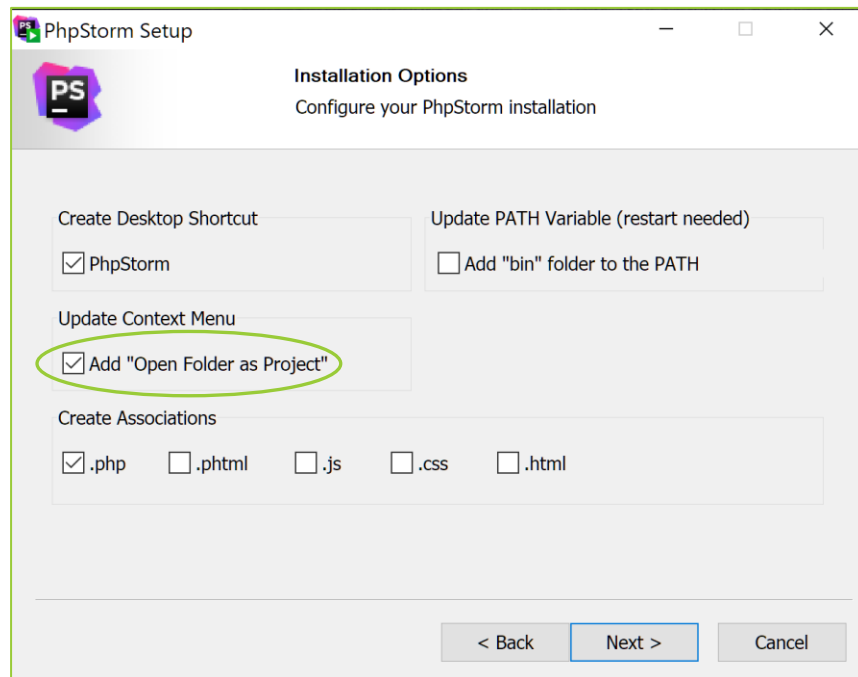 PhpStorm Setup
PS
Installation Options
Configure your PhpStorm installation
Create Desktop Shortcut
PhpStorm
Update PATH Variable (restart needed)
Add "bin" folder to the PATH
Update Context Menu
Add "Open Folder as Project"
Create Associations
.php .phtml .js .css .html
< Back Next > Cancel